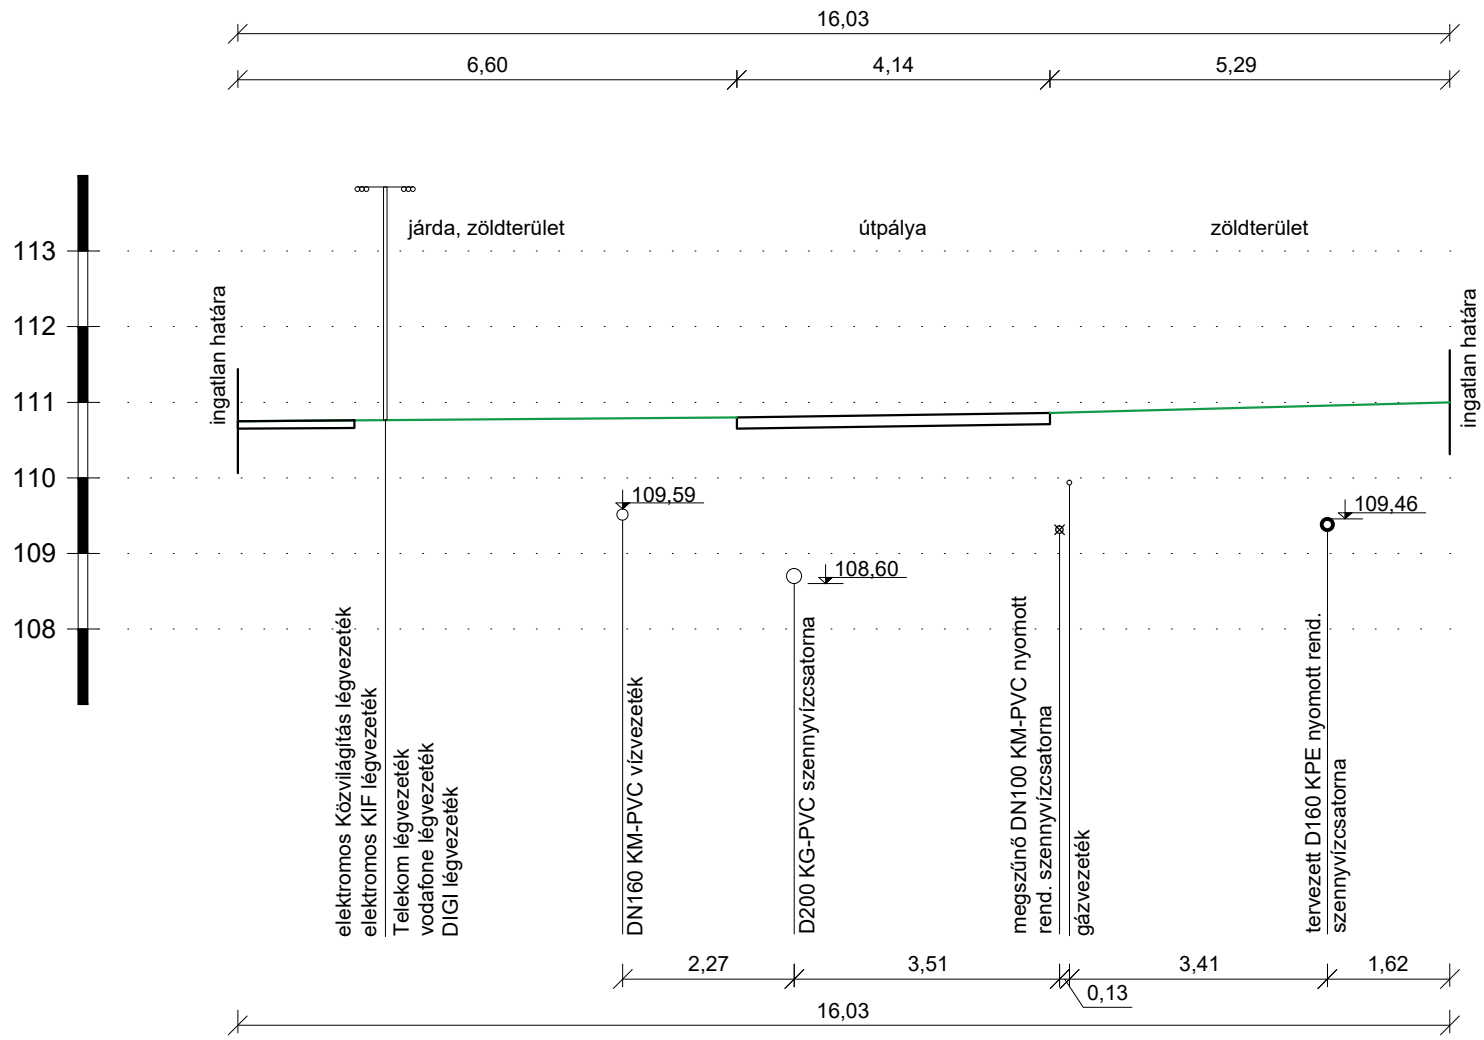 16,03
6,60
4,14
5,29
járda, zöldterület
útpálya
zöldterület
113
112
111
110
109
108
ingatlan határa
ingatlan határa
109,59
108,60
109,46
elektromos Közvilágítás légvezeték
elektromos KIF légvezeték
Telekom légvezeték
vodafone légvezeték
DIGI légvezeték
DN160 KM-PVC vízvezeték
D200 KG-PVC szennyvízcsatorna
megszűnő DN100 KM-PVC nyomott
rend. szennyvízcsatorna
gázvezeték
tervezett D160 KPE nyomott rend.
szennyvízcsatorna
2,27
3,51
0,13
3,41
1,62
16,03